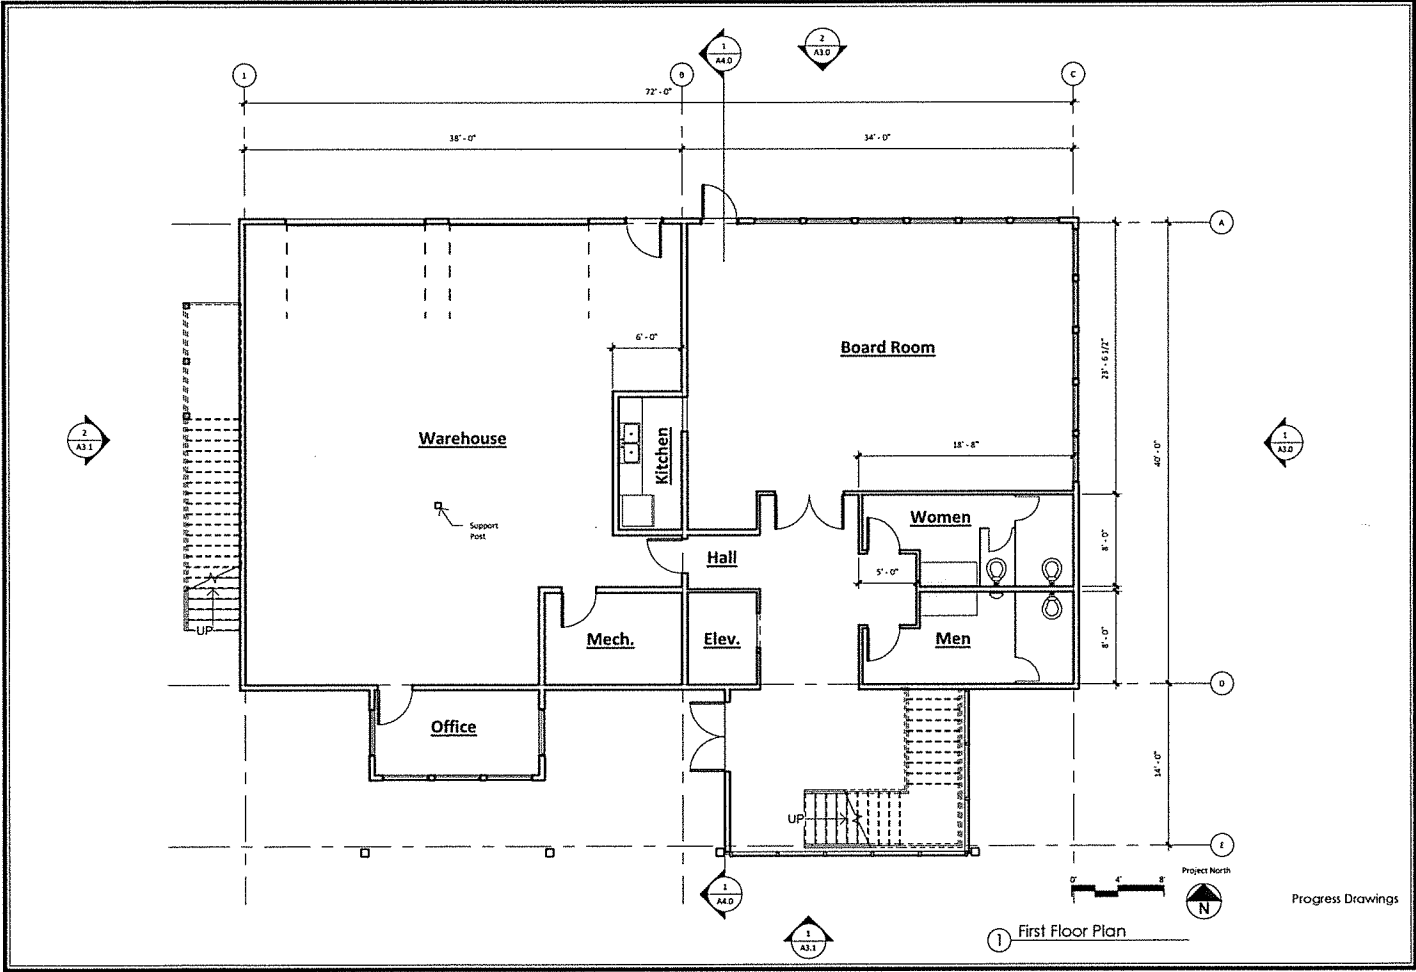 1
A4.0
2
A3.0
1
B
C
72' - 0"
38' - 0"
34' - 0"
A
6' - 0"
Board Room
23' - 6 1/2"
Warehouse
Kitchen
2
A3.1
1
A3.0
18' - 8"
40' - 0"
Support
Post
Women
8' - 0"
Hall
5' - 0"
UP
Mech.
Elev.
Men
8' - 0"
D
Office
14' - 0"
UP
E
Project North
0' 4' 8'
N
Progress Drawings
1
A4.0
1
A3.1
1 First Floor Plan